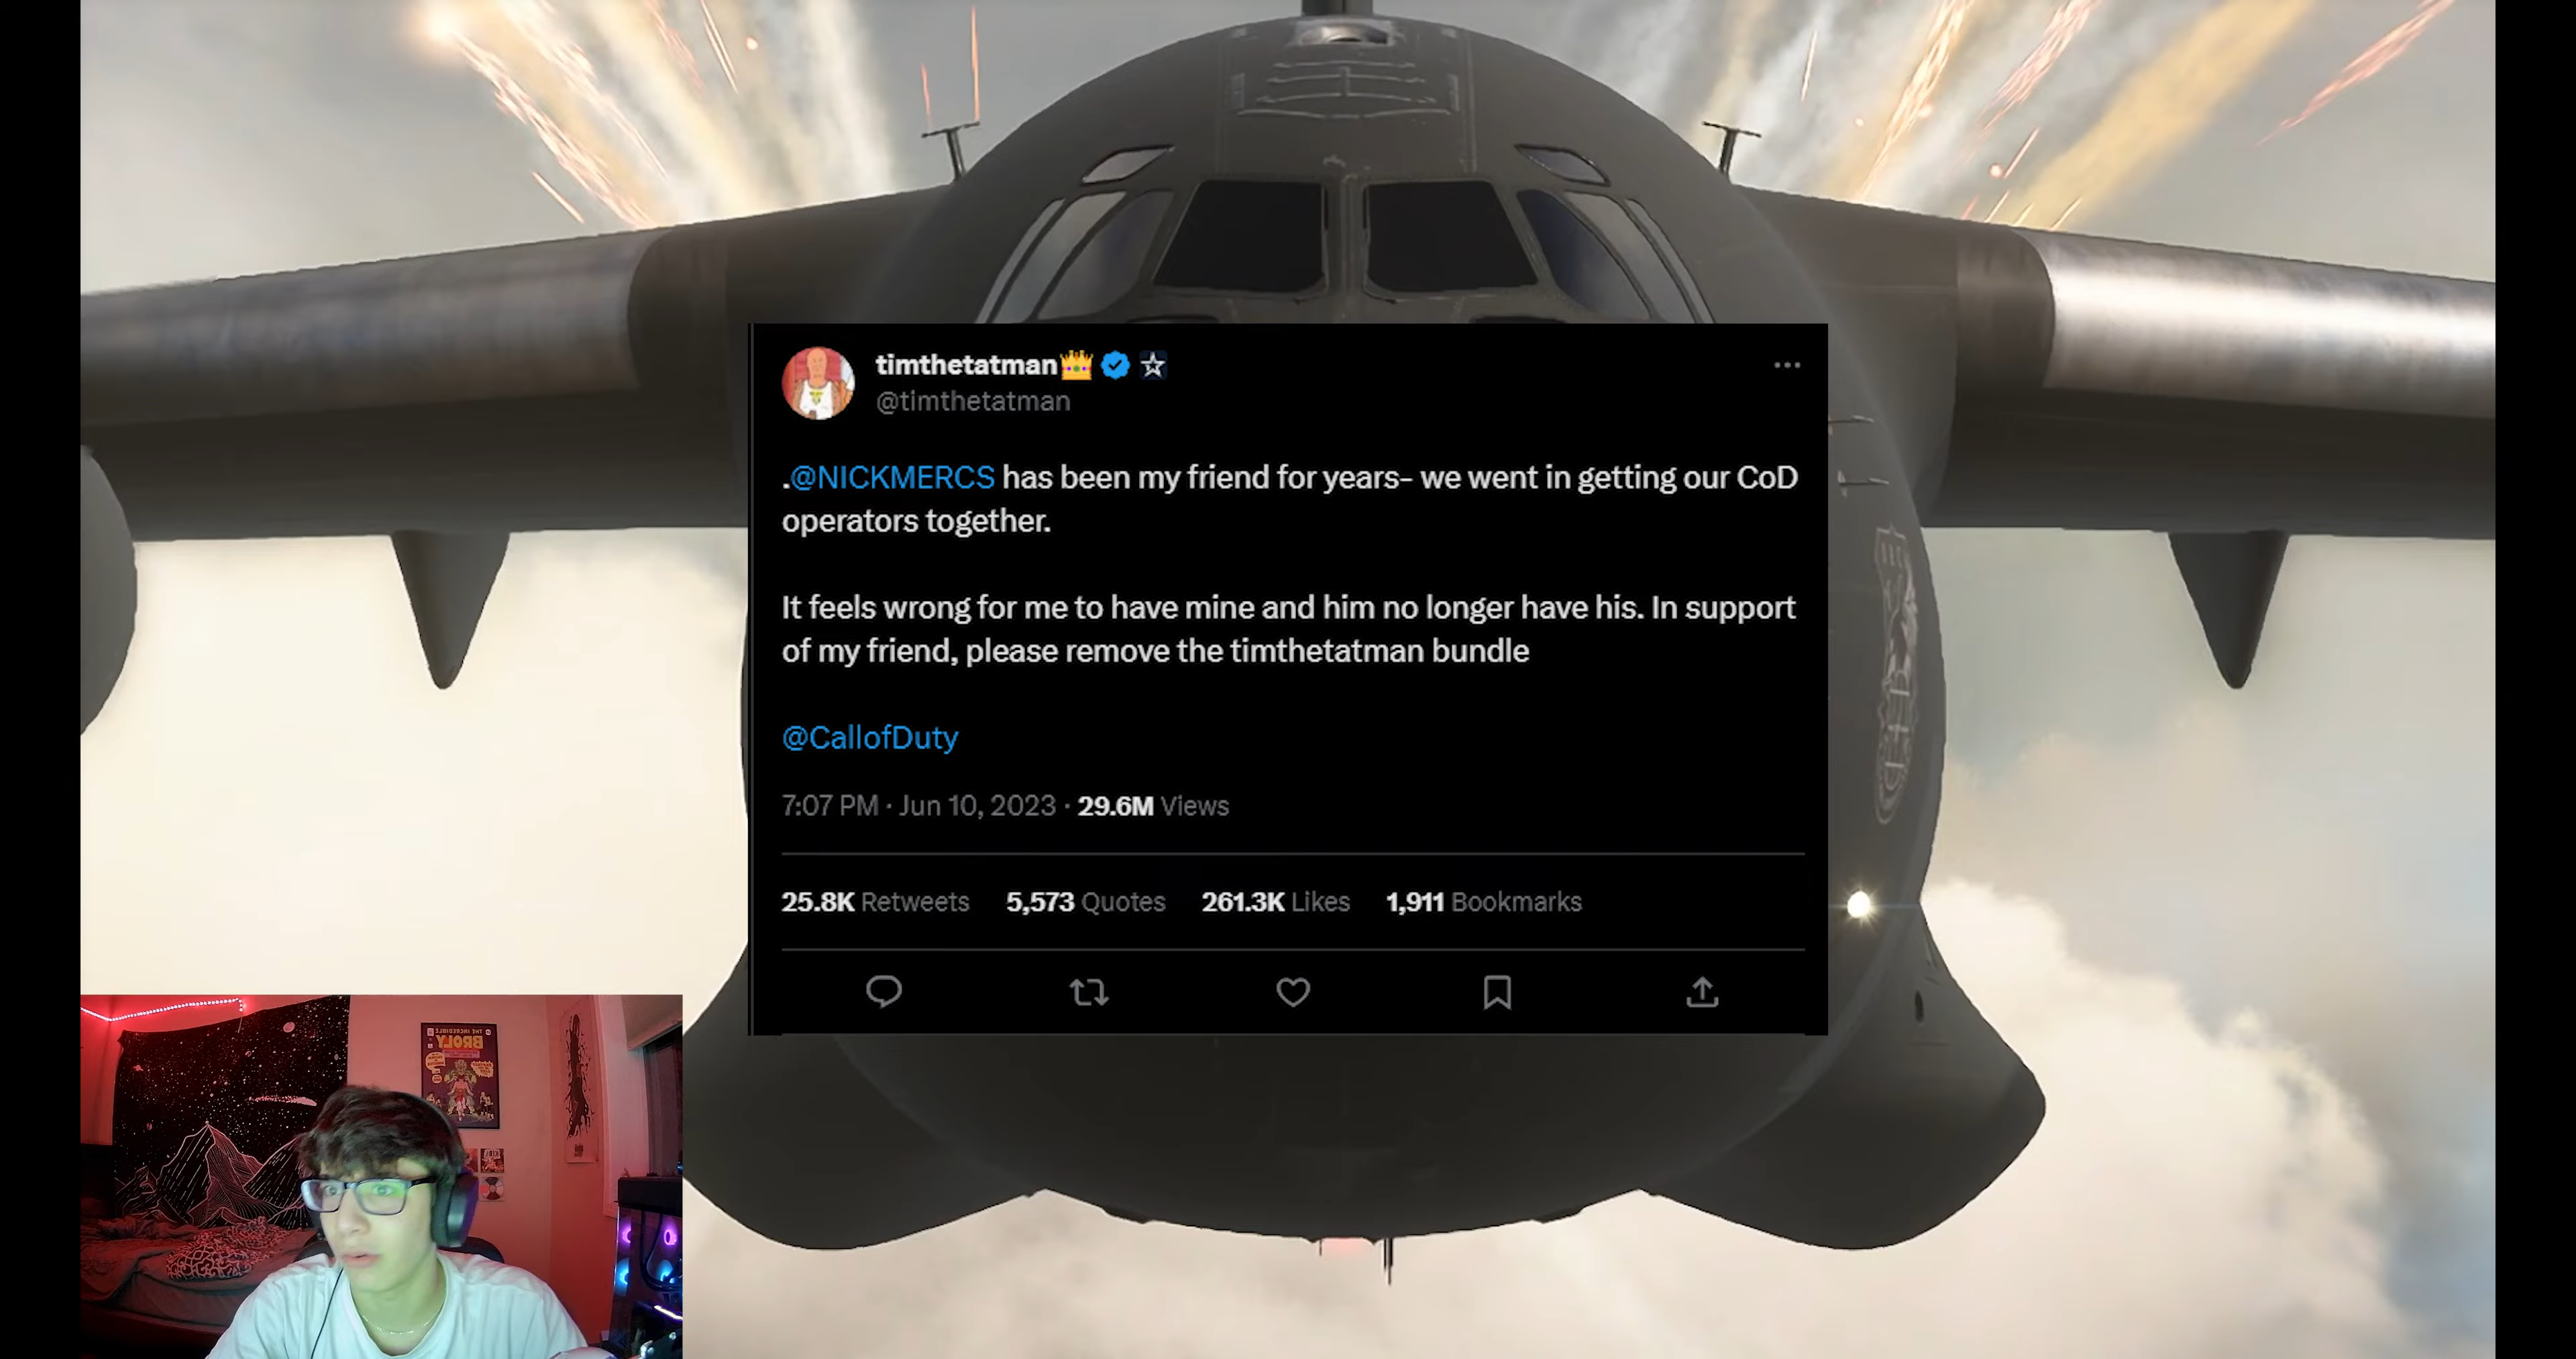 timthetatman👑
@timthetatman
.@NICKMERCS has been my friend for years- we went in getting our CoD
operators together.
It feels wrong for me to have mine and him no longer have his. In support
of my friend, please remove the timthetatman bundle
@CallofDuty
7:07 PM · Jun 10, 2023 · 29.6M Views
25.8K Retweets 5,573 Quotes 261.3K Likes 1,911 Bookmarks
THE INCREDIBLE
BROLY